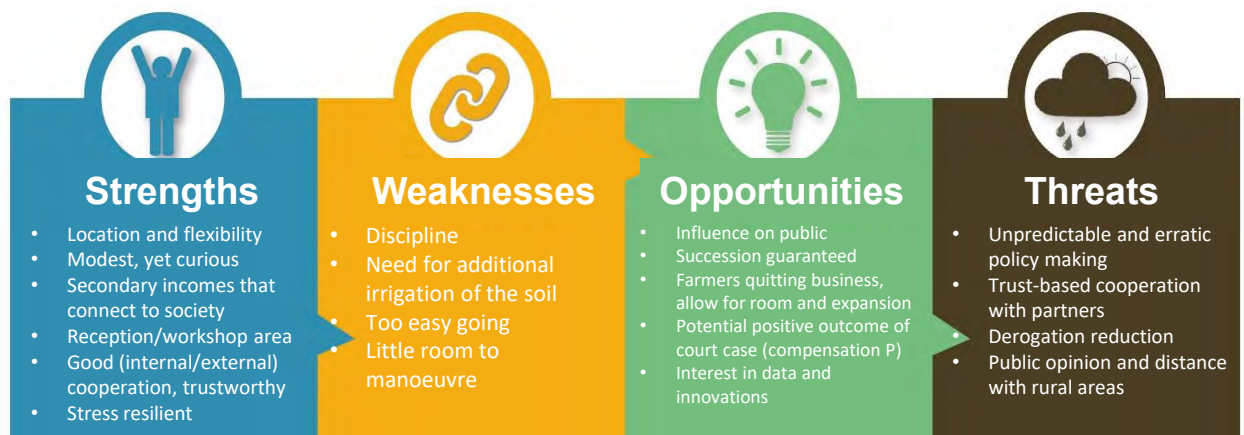 Strengths
• Location and flexibility
• Modest, yet curious
• Secondary incomes that
connect to society
• Reception/workshop area
• Good (internal/external)
cooperation, trustworthy
• Stress resilient
Weaknesses
• Discipline
• Need for additional
irrigation of the soil
• Too easy going
• Little room to
manoeuvre
Opportunities
• Influence on public
• Succession guaranteed
• Farmers quitting business,
allow for room and expansion
• Potential positive outcome of
court case (compensation P)
• Interest in data and
innovations
Threats
• Unpredictable and erratic
policy making
• Trust-based cooperation
with partners
• Derogation reduction
• Public opinion and distance
with rural areas